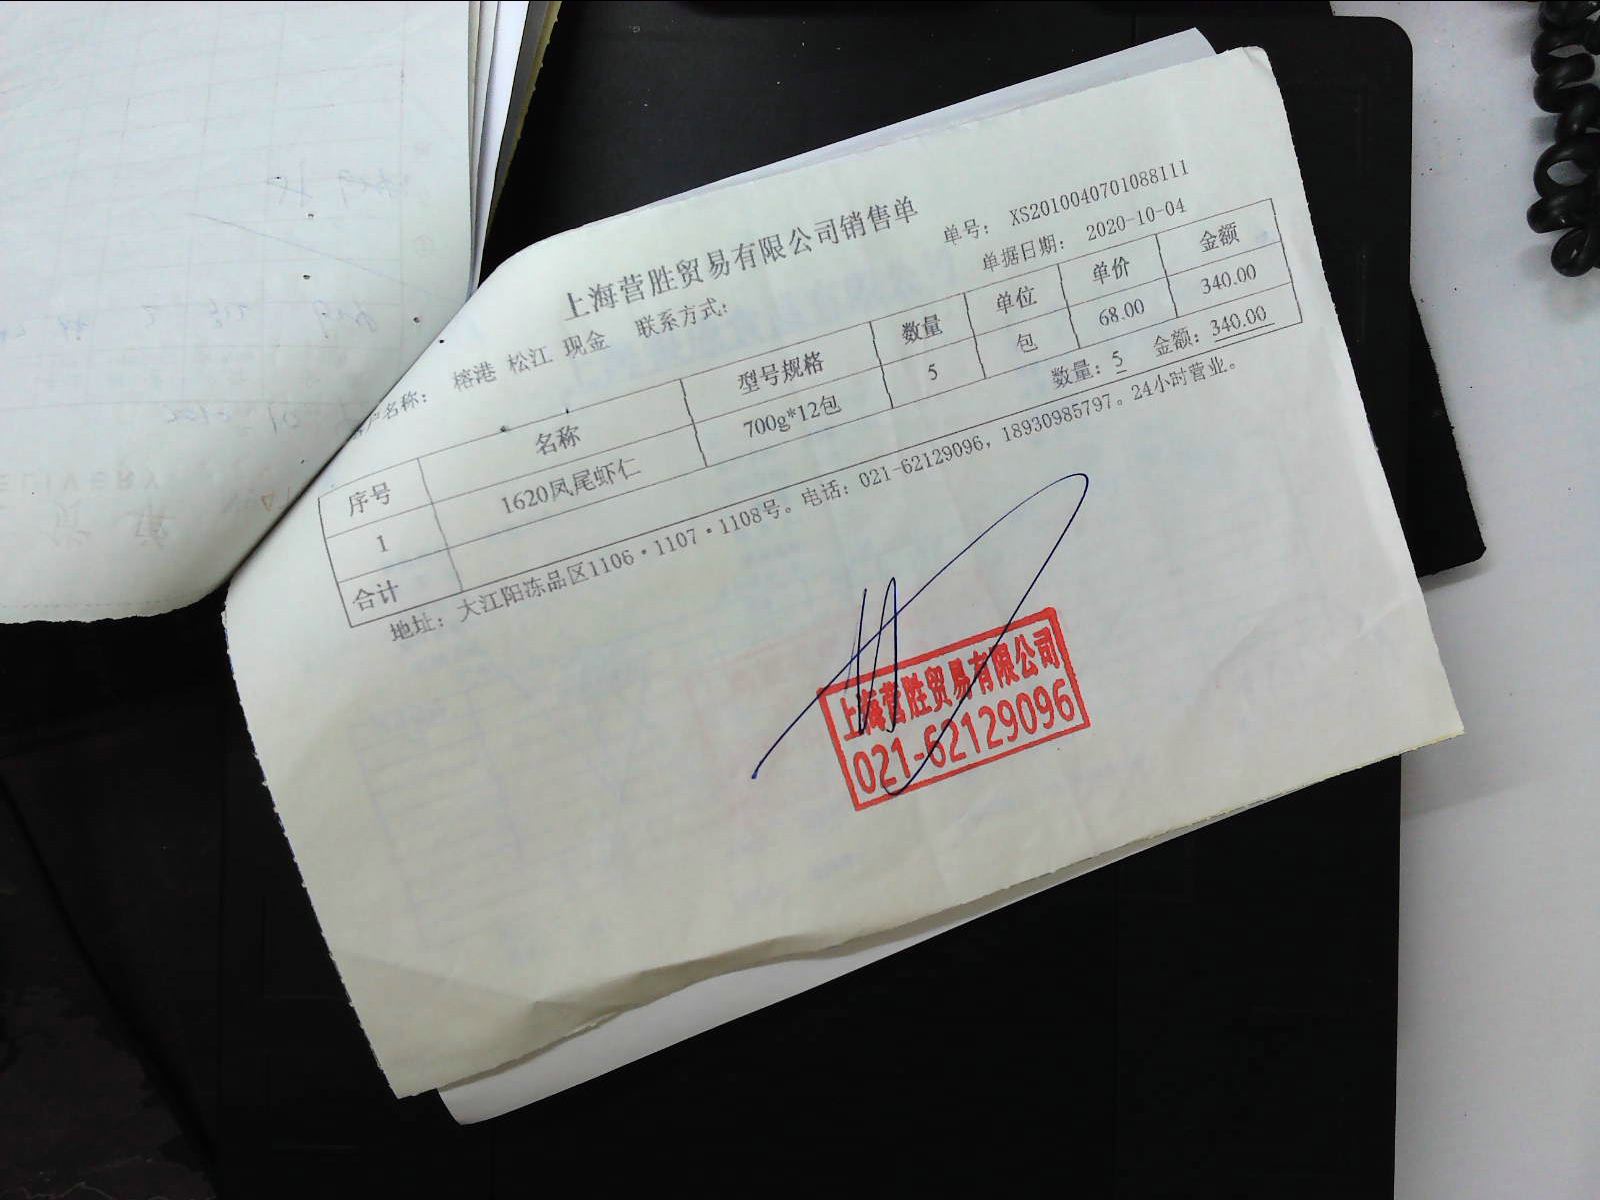 上海营胜贸易有限公司销售单
单号： XS2010040701088111
客户名称： 榕港 松江 现金 联系方式：
单据日期： 2020-10-04
序号 名称 型号规格 数量 单位 单价 金额
1 1620凤尾虾仁 700g*12包 5 包 68.00 340.00
合计 数量：5 金额：340.00
地址：大江阳冻品区1106·1107·1108号。电话：021-62129096，18930985797。24小时营业。
上海营胜贸易有限公司
021-62129096